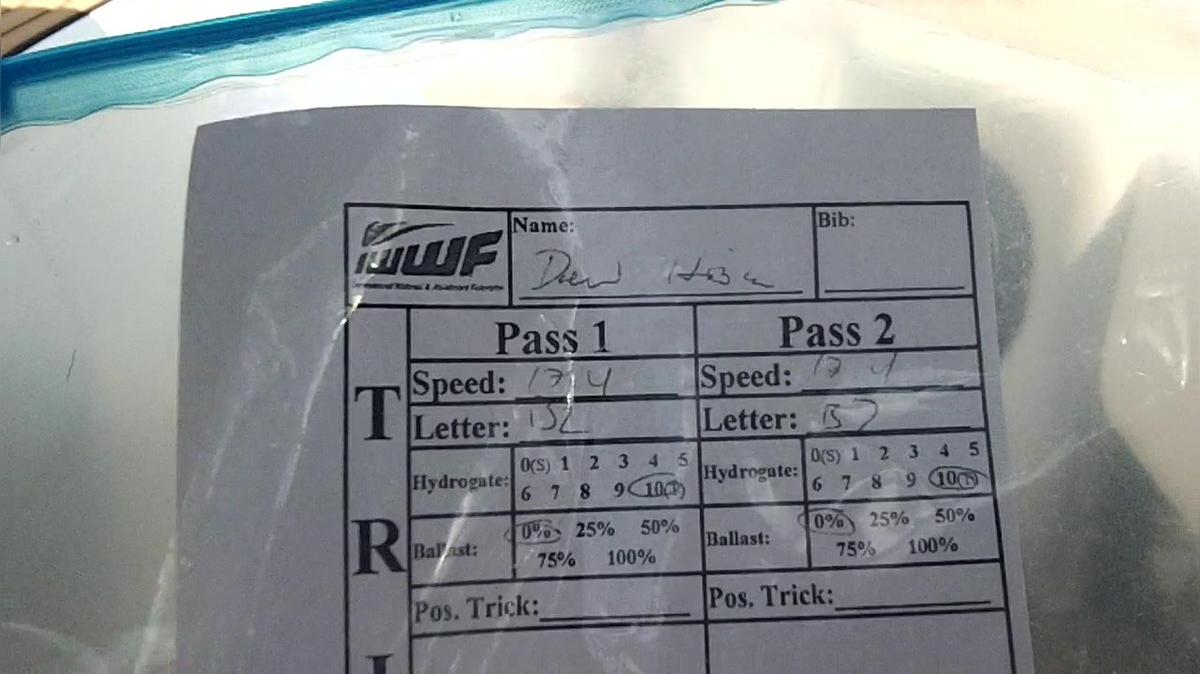 IWWF
Name: Drew
Bib:
Pass 1 Pass 2
Speed: 17 4 Speed: 17 4
Letter: Letter:
Hydrogate: 0(S) 1 2 3 4 5 Hydrogate: 0(S) 1 2 3 4 5
6 7 8 9 10(P) 6 7 8 9 10(P)
Ballast: 0% 25% 50% Ballast: 0% 25% 50%
75% 100% 75% 100%
Pos. Trick: Pos. Trick:
T
R
I